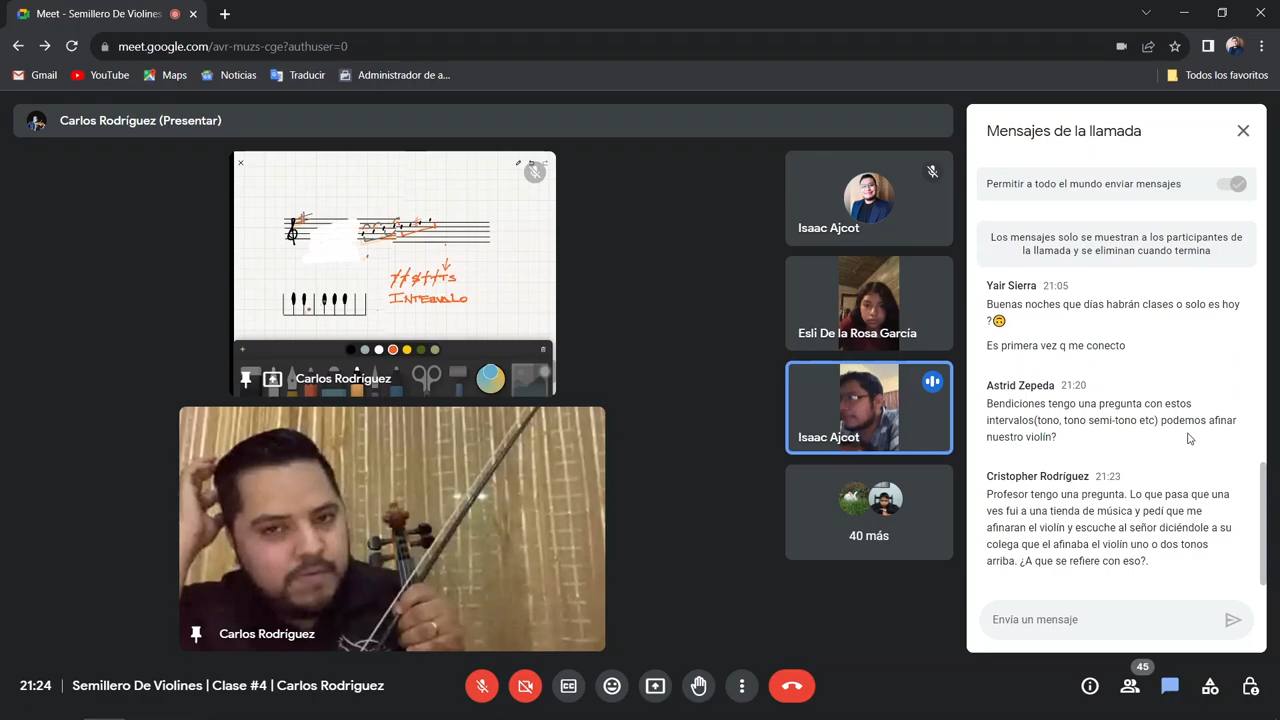 Meet - Semillero De Violines
meet.google.com/avr-muzs-cge?authuser=0
Gmail
YouTube
Maps
Noticias
Traducir
Administrador de a...
Todos los favoritos
Carlos Rodríguez (Presentar)
INTERVALO
Carlos Rodríguez
Carlos Rodríguez
Isaac Ajcot
Esli De la Rosa García
Isaac Ajcot
40 más
Mensajes de la llamada
Permitir a todo el mundo enviar mensajes
Los mensajes solo se muestran a los participantes de
la llamada y se eliminan cuando termina
Yair Sierra 21:05
Buenas noches que días habrán clases o solo es hoy
?🙃
Es primera vez q me conecto
Astrid Zepeda 21:20
Bendiciones tengo una pregunta con estos
intervalos(tono, tono semi-tono etc) podemos afinar
nuestro violín?
Cristopher Rodríguez 21:23
Profesor tengo una pregunta. Lo que pasa que una
ves fui a una tienda de música y pedí que me
afinaran el violín y escuche al señor diciéndole a su
colega que el afinaba el violín uno o dos tonos
arriba. ¿A que se refiere con eso?.
Envía un mensaje
21:24 | Semillero De Violines | Clase #4 | Carlos Rodriguez
45